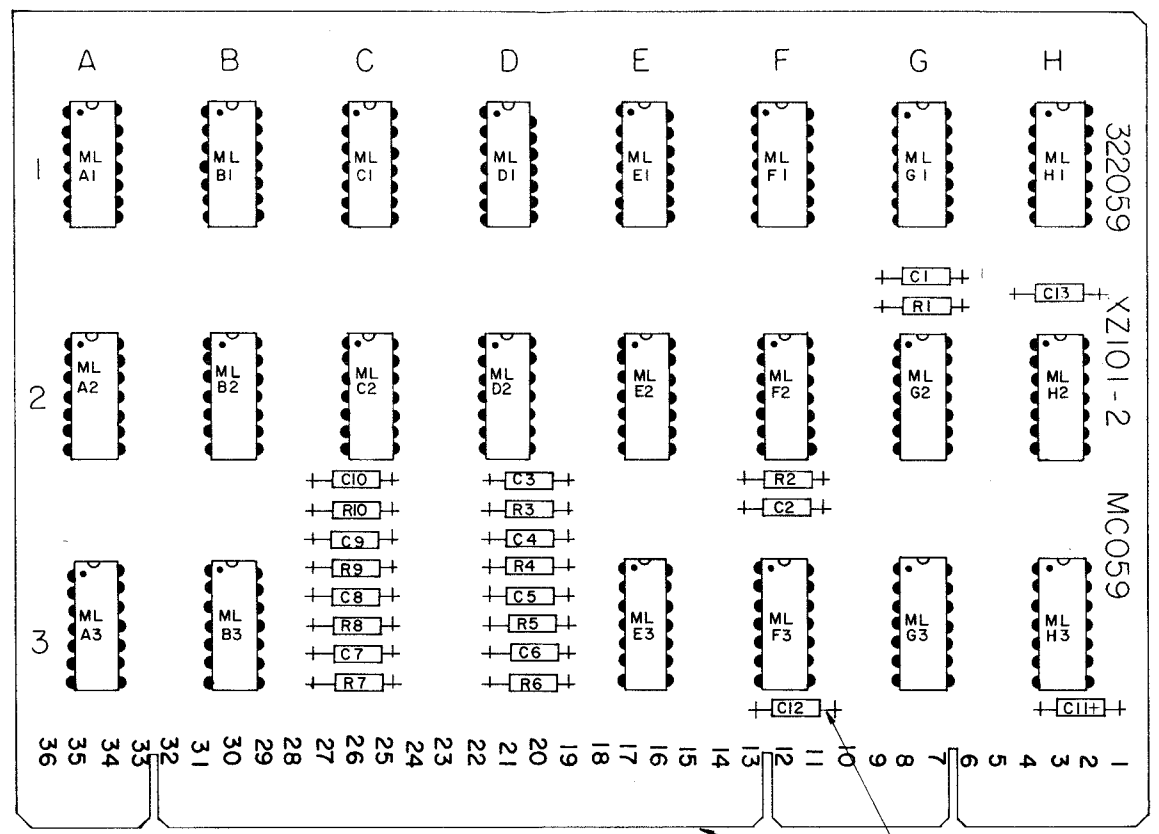 A B C D E F G H
1
ML A1
ML B1
ML C1
ML D1
ML E1
ML F1
ML G1
ML H1
322059
C1
R1
C13
XZ101-2
2
ML A2
ML B2
ML C2
ML D2
ML E2
ML F2
ML G2
ML H2
C10
R10
C9
R9
C8
R8
C7
R7
C3
R3
C4
R4
C5
R5
C6
R6
R2
C2
MC059
3
ML A3
ML B3
ML E3
ML F3
ML G3
ML H3
C12
C11+
36 35 34 33 32 31 30 29 28 27 26 25 24 23 22 21 20 19 18 17 16 15 14 13 12 11 10 9 8 7 6 5 4 3 2 1